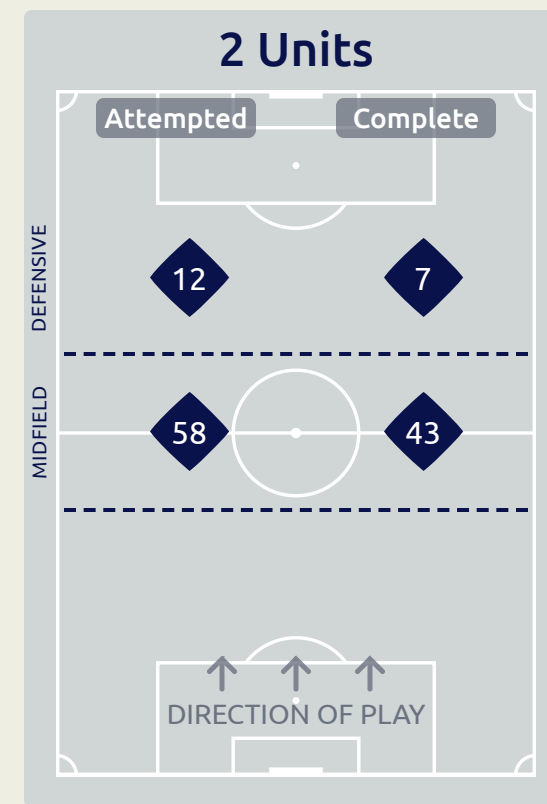 2 Units
Attempted
Complete
DEFENSIVE
12
7
MIDFIELD
58
43
DIRECTION OF PLAY